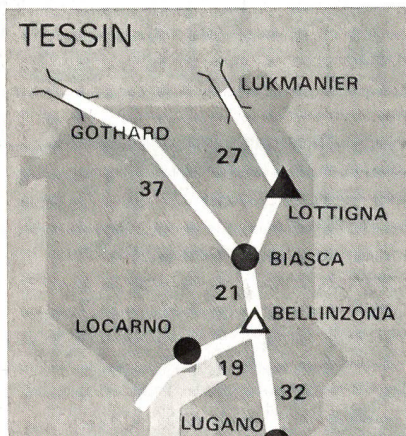 TESSIN
LUKMANIER
GOTHARD
27
37
LOTTIGNA
BIASCA
21
BELLINZONA
LOCARNO
19
32
LUGANO